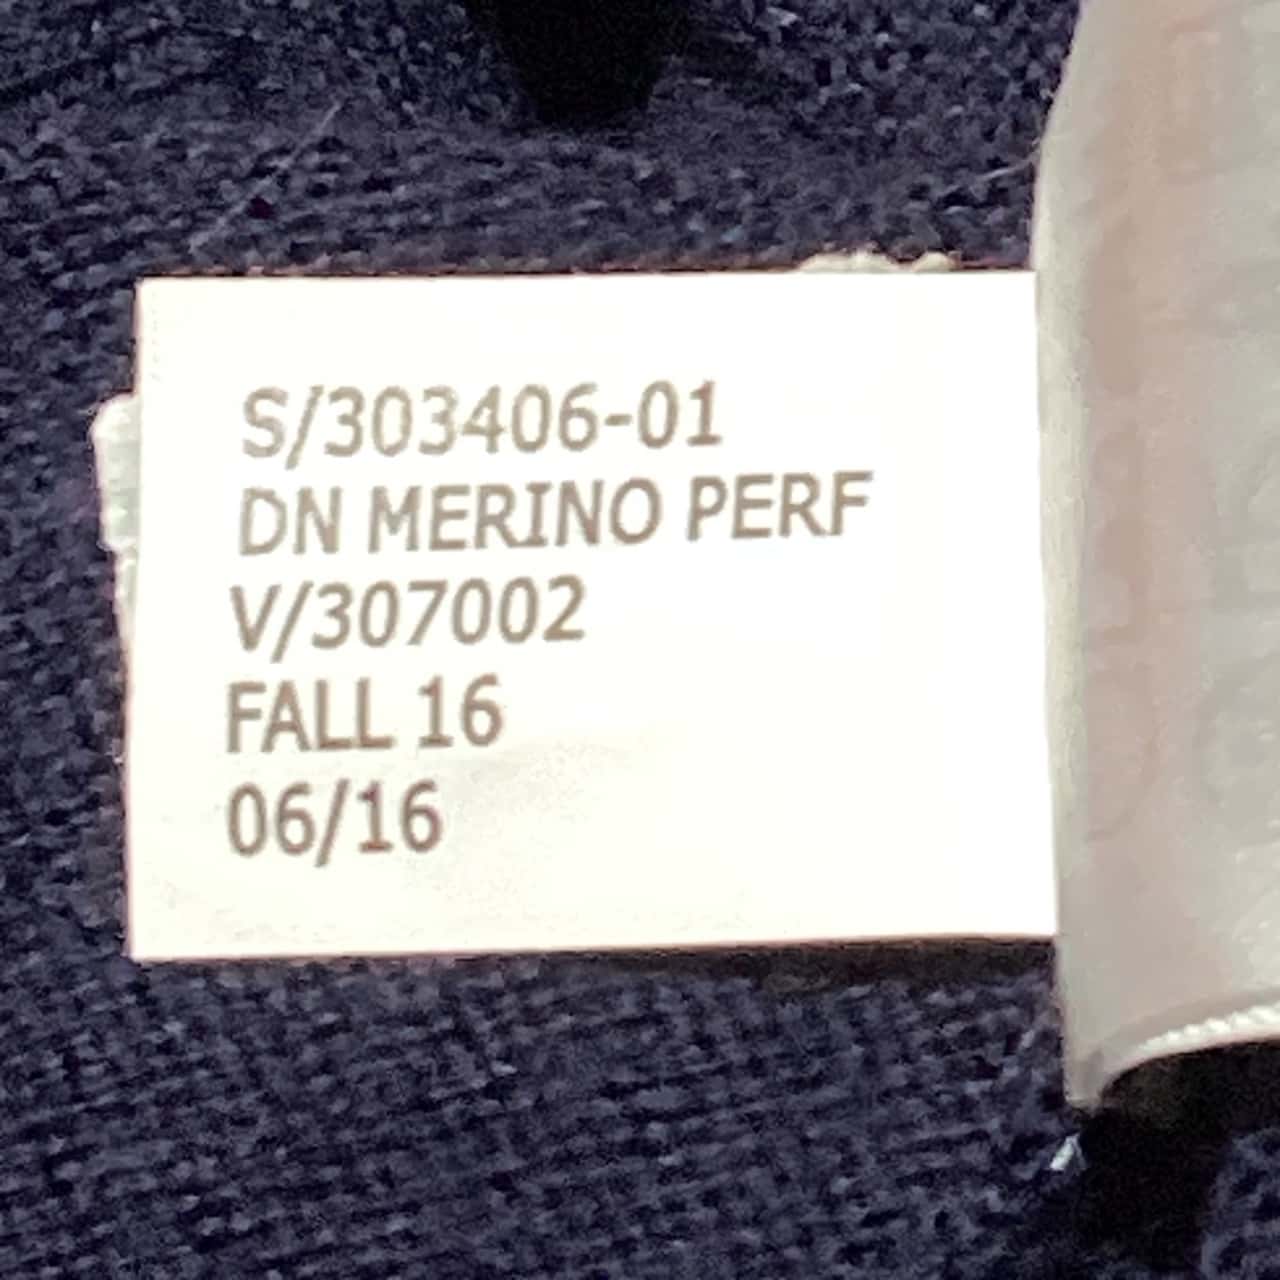 S/303406-01
DN MERINO PERF
V/307002
FALL 16
06/16